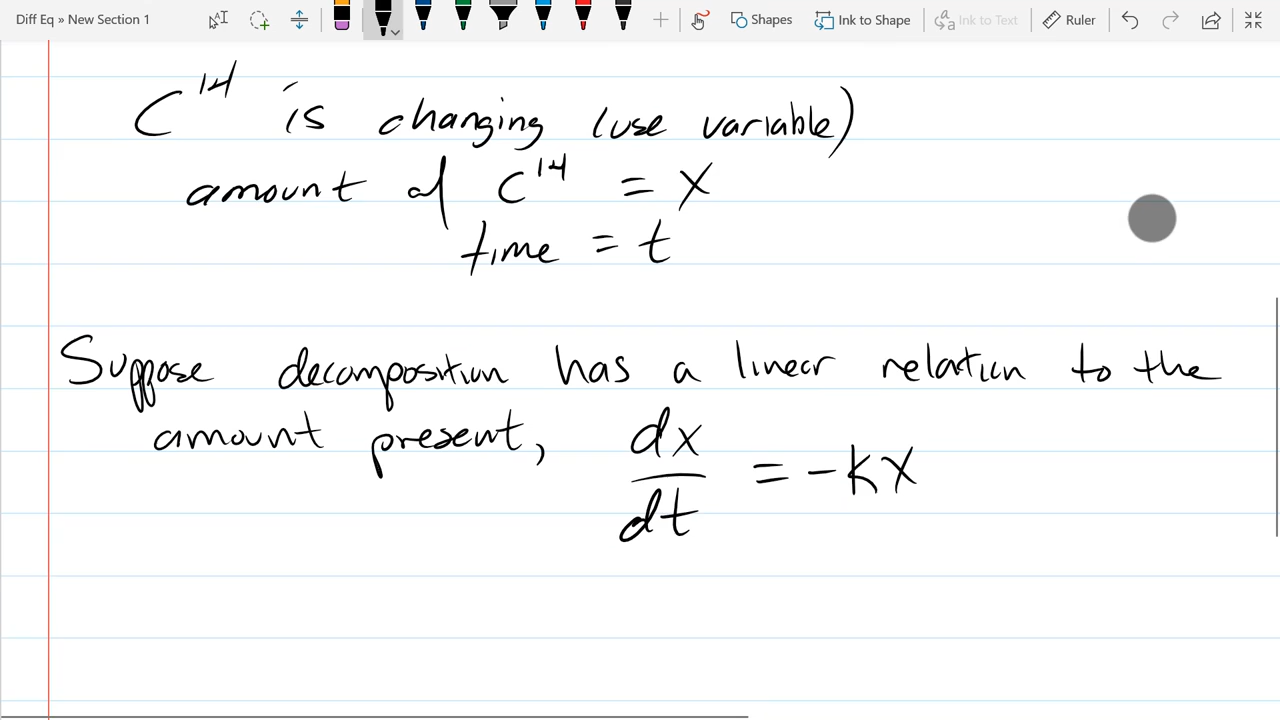 Diff Eq » New Section 1
Shapes
Ink to Shape
Ink to Text
Ruler
C¹⁴ is changing (use variable)
amount of C¹⁴ = x
time = t
Suppose decomposition has a linear relation to the
amount present, dx/dt = -kx